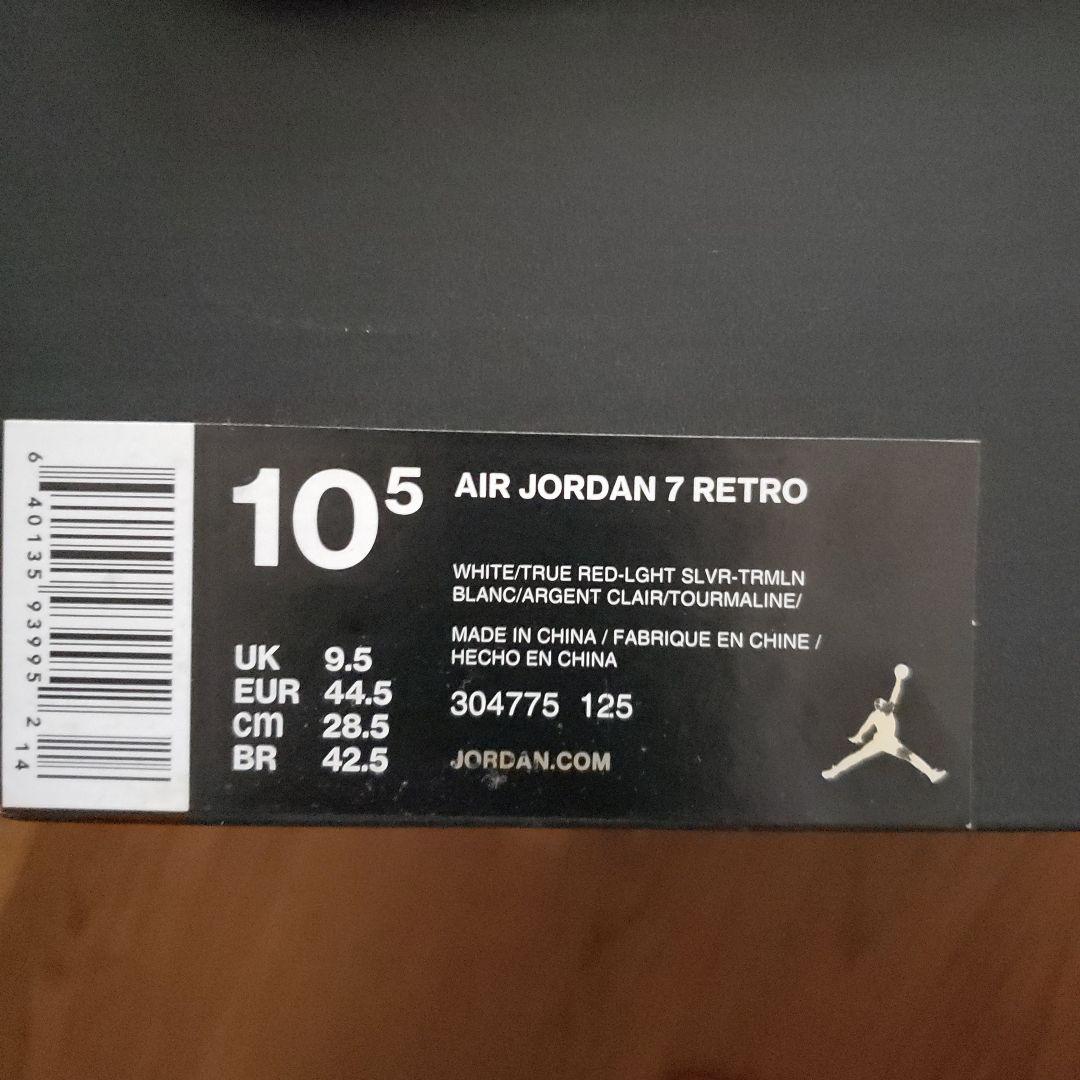 6 40135 93995 2 14
10⁵
AIR JORDAN 7 RETRO
WHITE/TRUE RED-LGHT SLVR-TRMLN
BLANC/ARGENT CLAIR/TOURMALINE/
MADE IN CHINA / FABRIQUE EN CHINE /
HECHO EN CHINA
UK 9.5
EUR 44.5
cm 28.5
BR 42.5
304775 125
JORDAN.COM